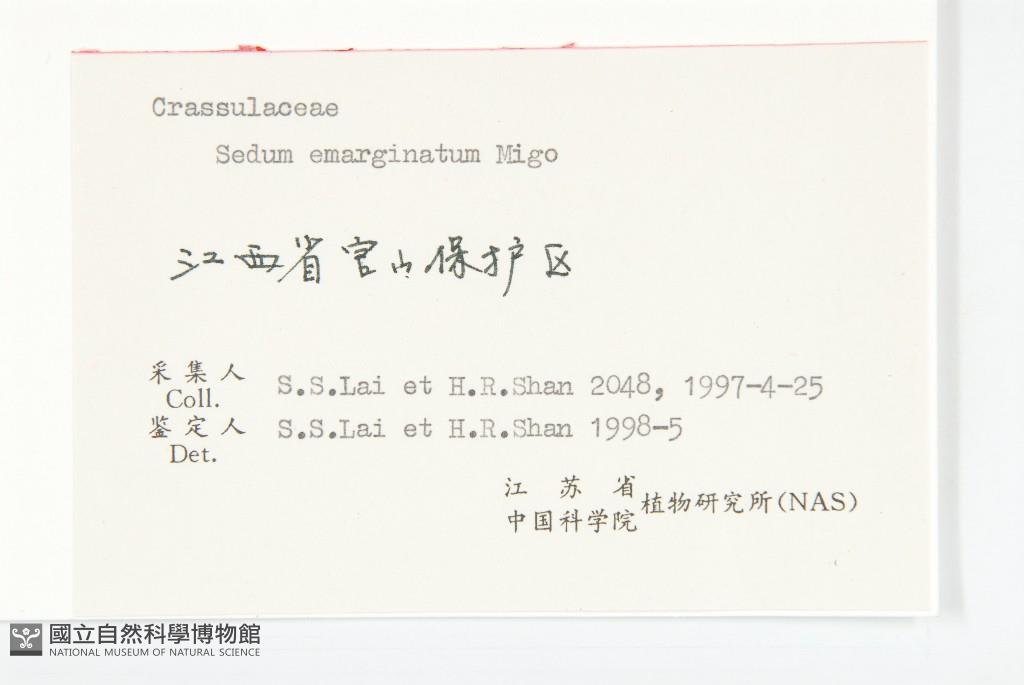 Crassulaceae
Sedum emarginatum Migo
江西省官山保护区
采集人 S.S.Lai et H.R.Shan 2048, 1997-4-25
Coll.
鉴定人 S.S.Lai et H.R.Shan 1998-5
Det.
江苏省
中国科学院植物研究所(NAS)
國立自然科學博物館
NATIONAL MUSEUM OF NATURAL SCIENCE